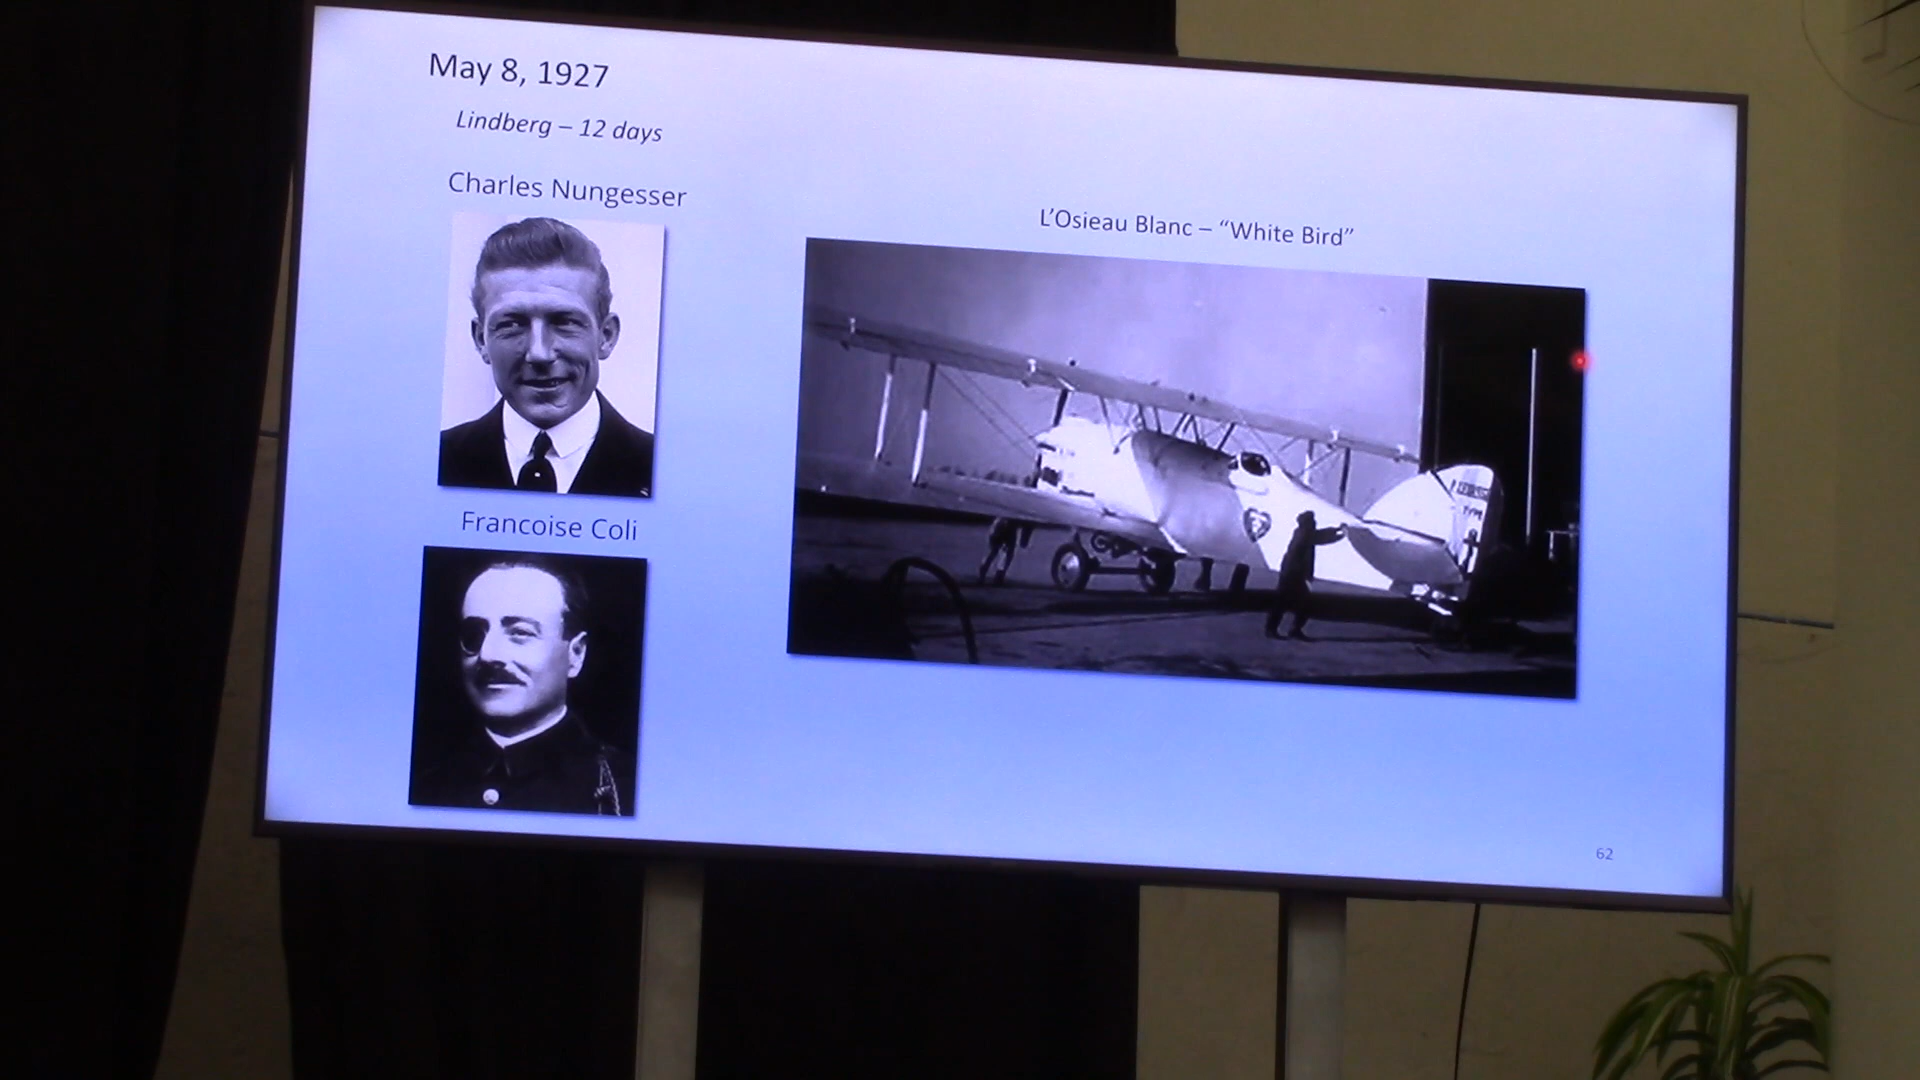 May 8, 1927
Lindberg – 12 days
Charles Nungesser
L'Osieau Blanc – “White Bird”
Francoise Coli
62